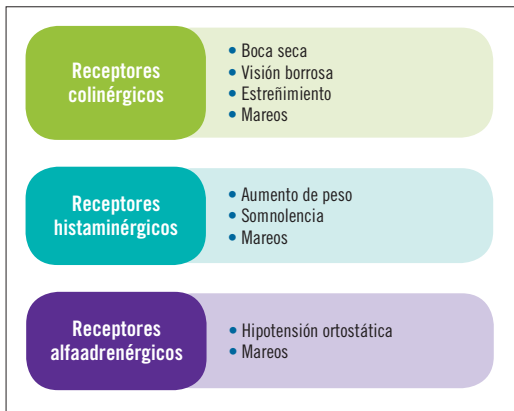 Receptores
colinérgicos
• Boca seca
• Visión borrosa
• Estreñimiento
• Mareos
Receptores
histaminérgicos
• Aumento de peso
• Somnolencia
• Mareos
Receptores
alfaadrenérgicos
• Hipotensión ortostática
• Mareos